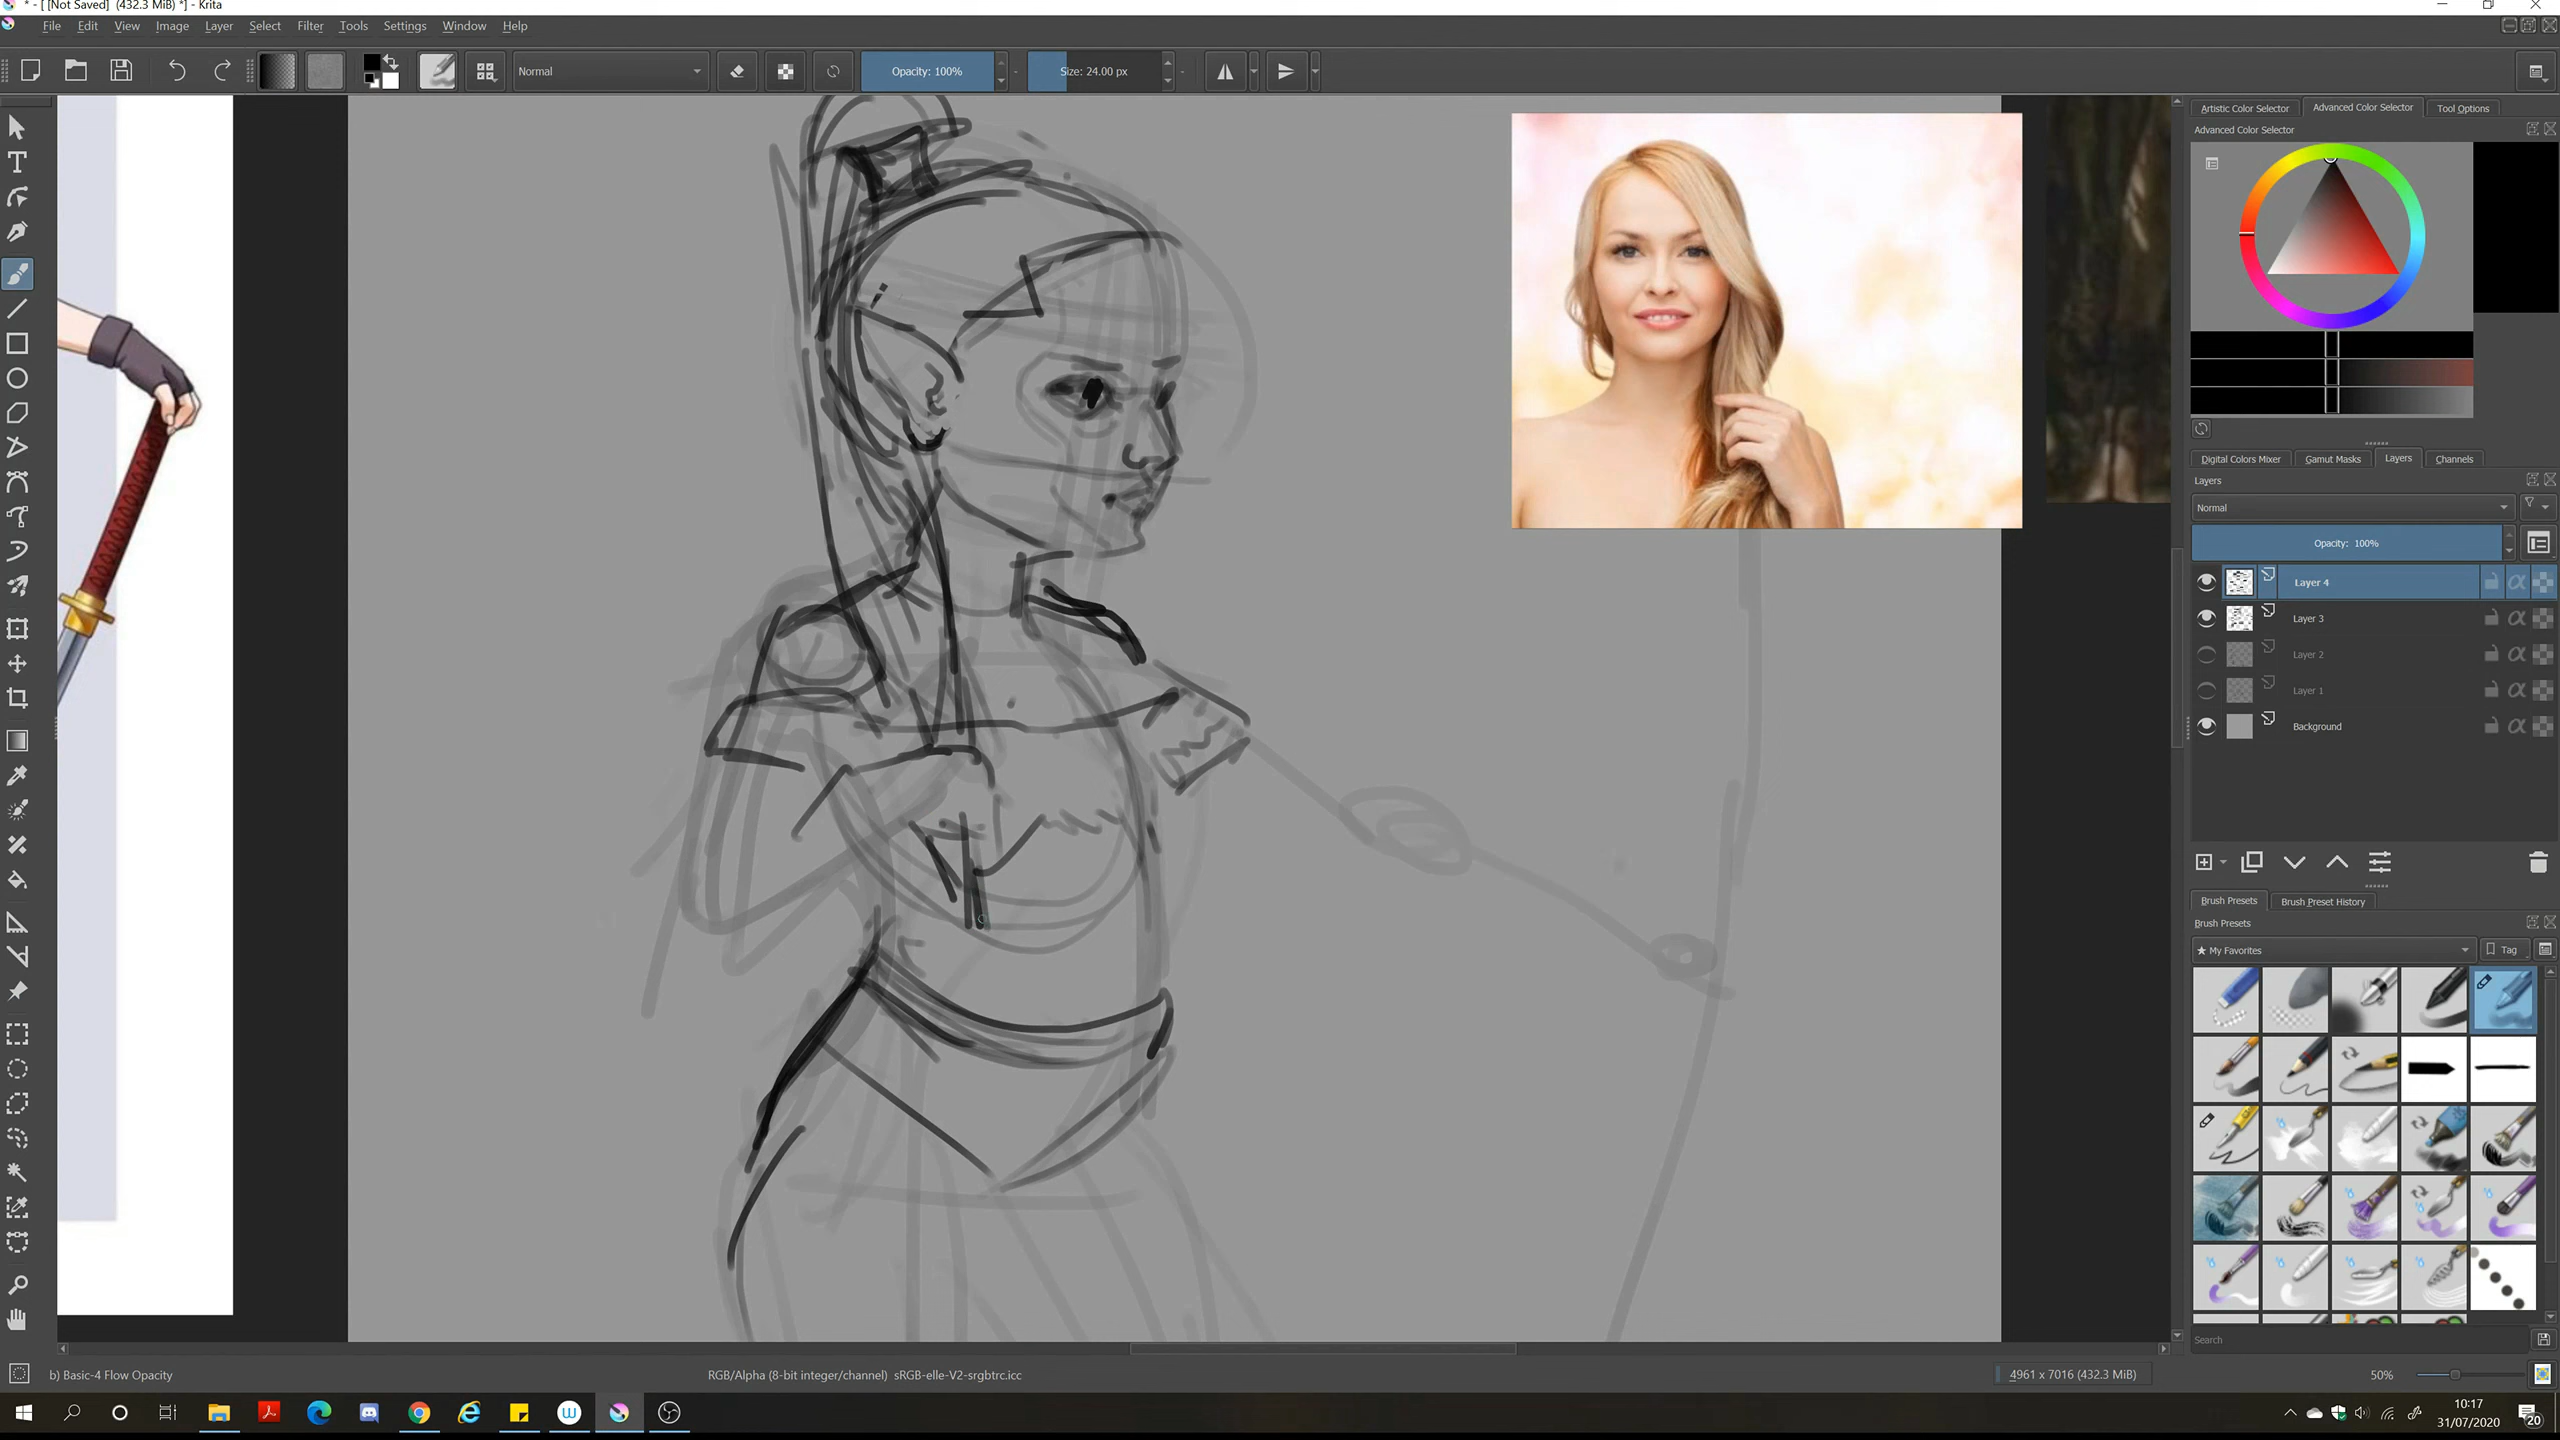 * - [ [Not Saved]  (432.3 MiB) *] - Krita
File Edit View Image Layer Select Filter Tools Settings Window Help
Normal Opacity: 100% Size: 24.00 px
Artistic Color Selector Advanced Color Selector Tool Options
Advanced Color Selector
Digital Colors Mixer Gamut Masks Layers Channels
Layers
Normal
Opacity: 100%
Layer 4
Layer 3
Layer 2
Layer 1
Background
Brush Presets Brush Preset History
Brush Presets
★ My Favorites Tag
Search
b) Basic-4 Flow Opacity RGB/Alpha (8-bit integer/channel) sRGB-elle-V2-srgbtrc.icc 4961 x 7016 (432.3 MiB) 50%
10:17
31/07/2020
20